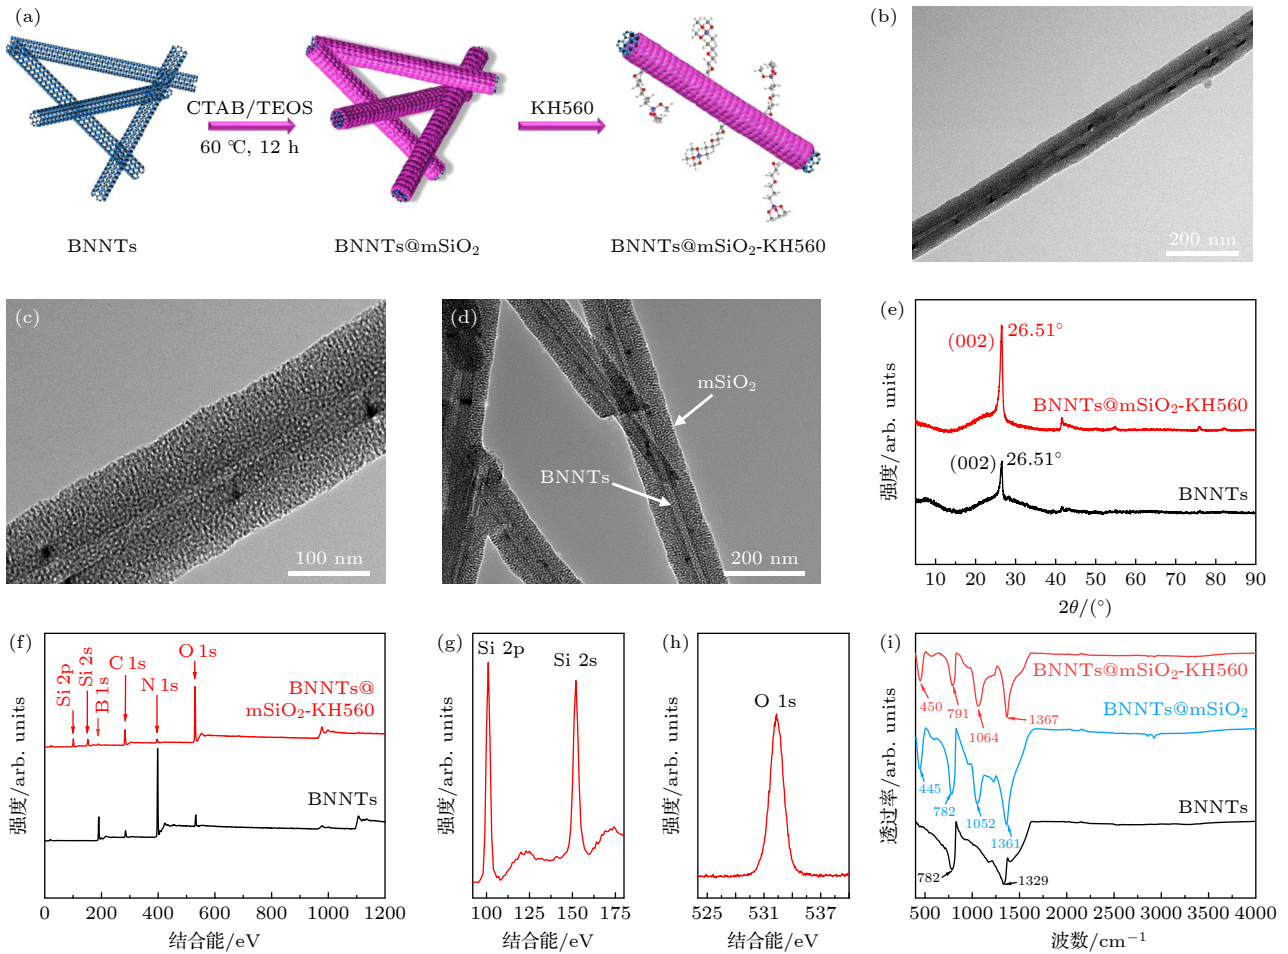 (a)
CTAB/TEOS
60 ℃, 12 h
KH560
BNNTs
BNNTs@mSiO₂
BNNTs@mSiO₂-KH560
(b)
200 nm
(c)
100 nm
(d)
mSiO₂
BNNTs
200 nm
(e)
(002)
26.51°
BNNTs@mSiO₂-KH560
(002)
26.51°
BNNTs
强度/arb. units
10 20 30 40 50 60 70 80 90
2θ/(°)
(f)
Si 2p
Si 2s
B 1s
C 1s
N 1s
O 1s
BNNTs@
mSiO₂-KH560
BNNTs
强度/arb. units
0 200 400 600 800 1000 1200
结合能/eV
(g)
Si 2p
Si 2s
强度/arb. units
100 125 150 175
结合能/eV
(h)
O 1s
强度/arb. units
525 531 537
结合能/eV
(i)
BNNTs@mSiO₂-KH560
450
791
1064
1367
BNNTs@mSiO₂
445
782
1052
1361
BNNTs
782
1329
透过率/arb. units
400 1000 1500 2000 2500 3000 3500 4000
波数/cm⁻¹